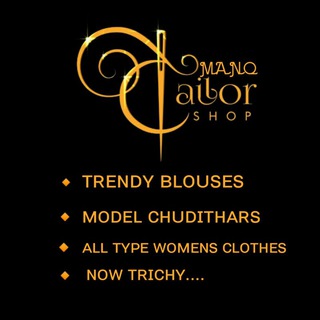 MANO
Tailor
SHOP
TRENDY BLOUSES
MODEL CHUDITHARS
ALL TYPE WOMENS CLOTHES
NOW TRICHY....